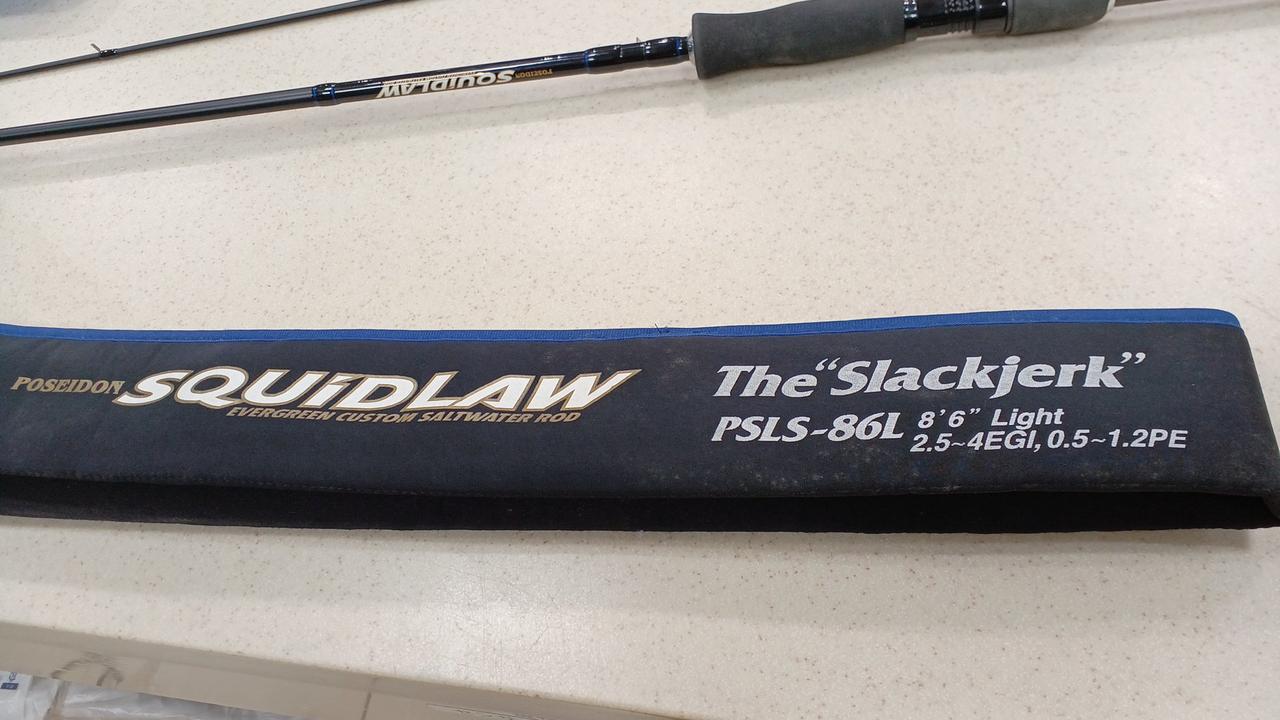 POSEIDON SQUiDLAW
POSEIDON SQUiDLAW
EVERGREEN CUSTOM SALTWATER ROD
The “Slackjerk”
PSLS-86L 8’6” Light
2.5~4EGI, 0.5~1.2PE